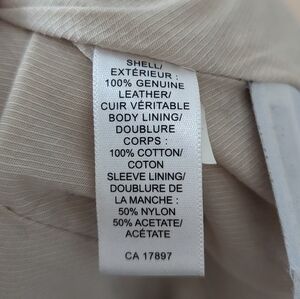 SHELL/
EXTÉRIEUR :
100% GENUINE
LEATHER/
CUIR VÉRITABLE
BODY LINING/
DOUBLURE
CORPS :
100% COTTON/
COTON
SLEEVE LINING/
DOUBLURE DE
LA MANCHE :
50% NYLON
50% ACETATE/
ACÉTATE
CA 17897